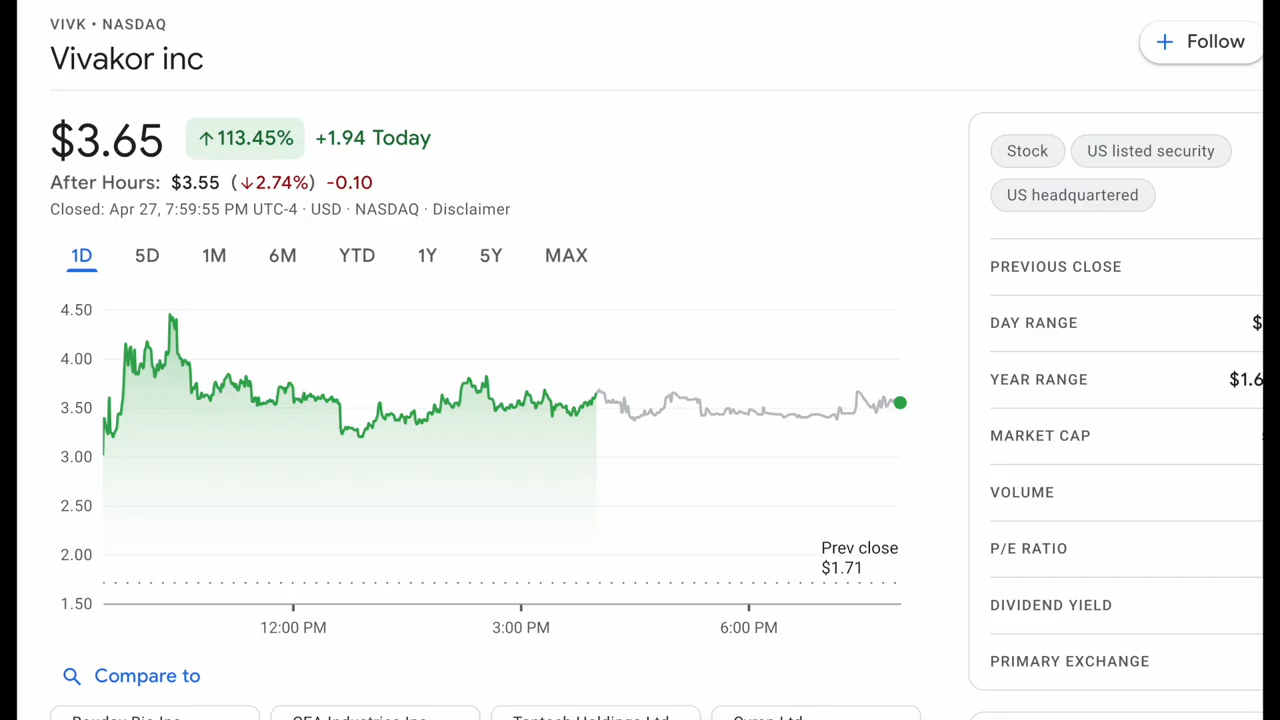 VIVK • NASDAQ
Vivakor inc
+ Follow
$3.65 ↑113.45% +1.94 Today
After Hours: $3.55 (↓2.74%) -0.10
Closed: Apr 27, 7:59:55 PM UTC-4 · USD · NASDAQ · Disclaimer
1D 5D 1M 6M YTD 1Y 5Y MAX
4.50
4.00
3.50
3.00
2.50
2.00
1.50
Prev close
$1.71
12:00 PM 3:00 PM 6:00 PM
Compare to
Stock US listed security
US headquartered
PREVIOUS CLOSE
DAY RANGE $
YEAR RANGE $1.6
MARKET CAP
VOLUME
P/E RATIO
DIVIDEND YIELD
PRIMARY EXCHANGE